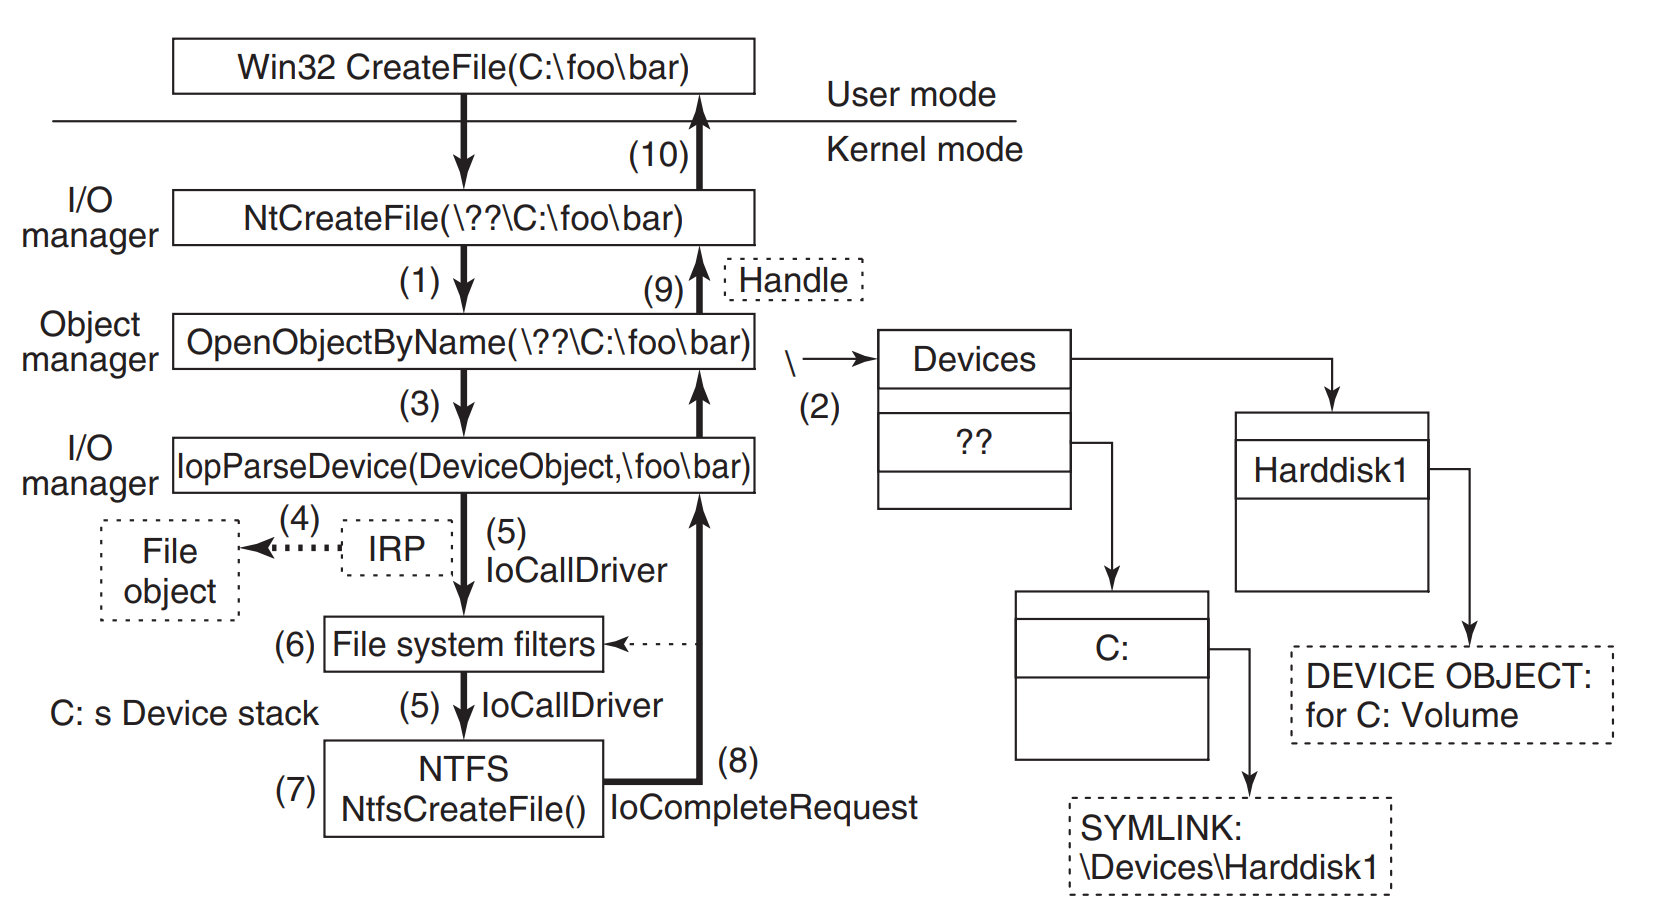 Win32 CreateFile(C:\foo\bar)
User mode
Kernel mode
(10)
I/O
manager
NtCreateFile(\??\C:\foo\bar)
(1)
(9)
Handle
Object
manager
OpenObjectByName(\??\C:\foo\bar)
\
(2)
Devices
??
(3)
I/O
manager
IopParseDevice(DeviceObject,\foo\bar)
Harddisk1
(4)
File
object
IRP
(5)
IoCallDriver
(6)
File system filters
C:
DEVICE OBJECT:
for C: Volume
C: s Device stack
(5)
IoCallDriver
(7)
NTFS
NtfsCreateFile()
(8)
IoCompleteRequest
SYMLINK:
\Devices\Harddisk1